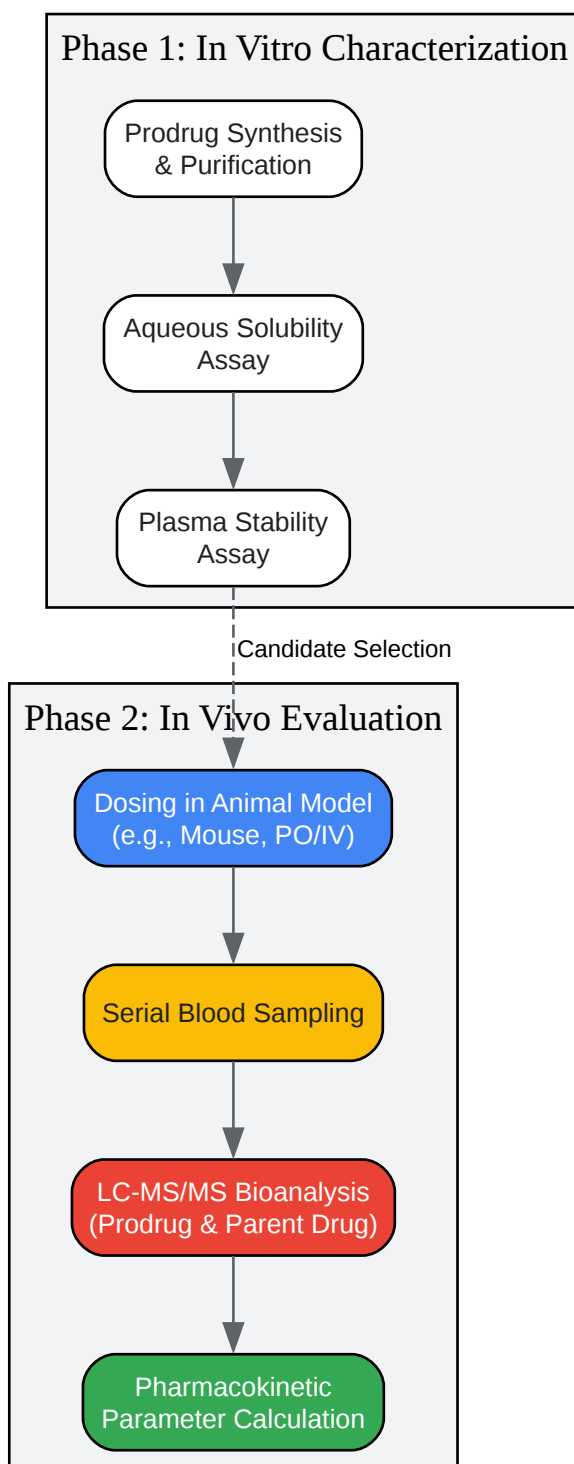 Phase 1: In Vitro Characterization
Prodrug Synthesis
& Purification
Aqueous Solubility
Assay
Plasma Stability
Assay
Candidate Selection
Phase 2: In Vivo Evaluation
Dosing in Animal Model
(e.g., Mouse, PO/IV)
Serial Blood Sampling
LC-MS/MS Bioanalysis
(Prodrug & Parent Drug)
Pharmacokinetic
Parameter Calculation